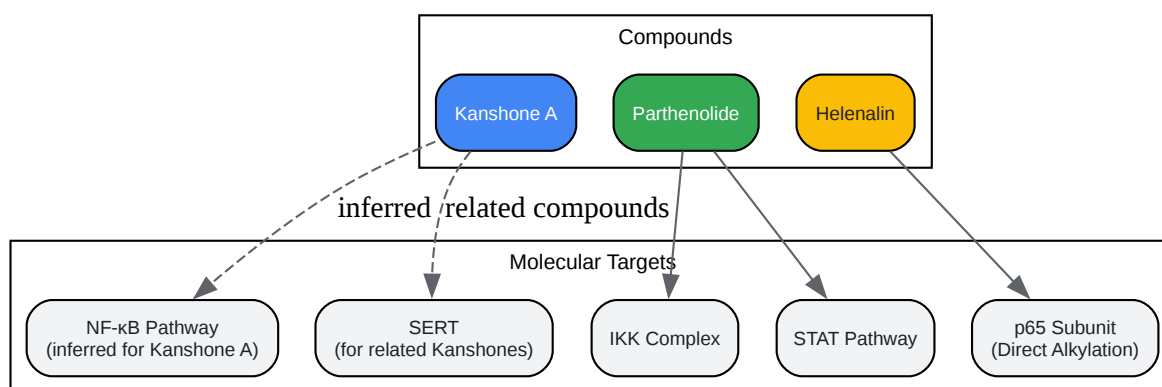 Compounds
Kanshone A
Parthenolide
Helenalin
inferred
related compounds
Molecular Targets
NF-κB Pathway
(inferred for Kanshone A)
SERT
(for related Kanshones)
IKK Complex
STAT Pathway
p65 Subunit
(Direct Alkylation)